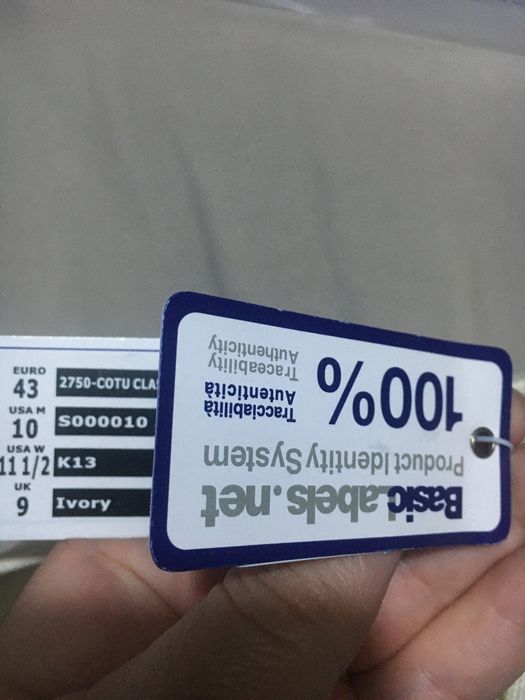 EURO
43
USA M
10
USA W
11 1/2
UK
9
2750-COTU CLA
S000010
K13
Ivory
BasicLabels.net
Product Identity System
100%
Tracciabilità
Autenticità
Traceability
Authenticity